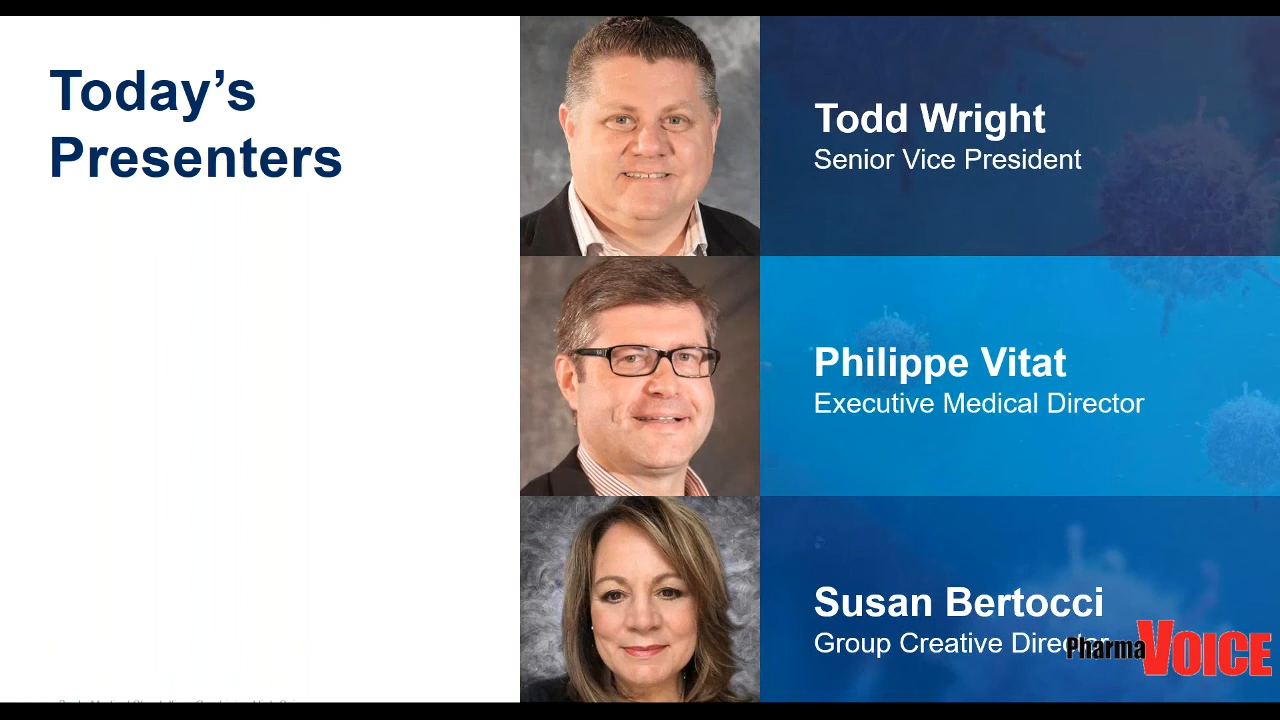 Today’s
Presenters
Todd Wright
Senior Vice President
Philippe Vitat
Executive Medical Director
Susan Bertocci
Group Creative Director
PharmaVOICE